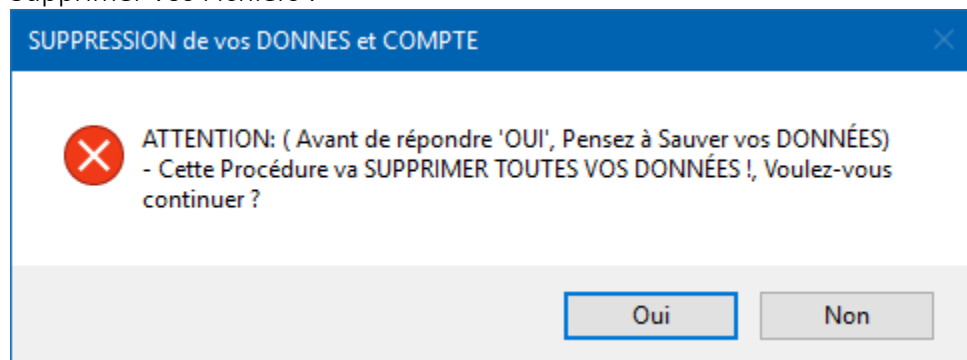 SUPPRESSION de vos DONNES et COMPTE
ATTENTION: ( Avant de répondre 'OUI', Pensez à Sauver vos DONNÉES)
- Cette Procédure va SUPPRIMER TOUTES VOS DONNÉES !, Voulez-vous
continuer ?
Oui
Non